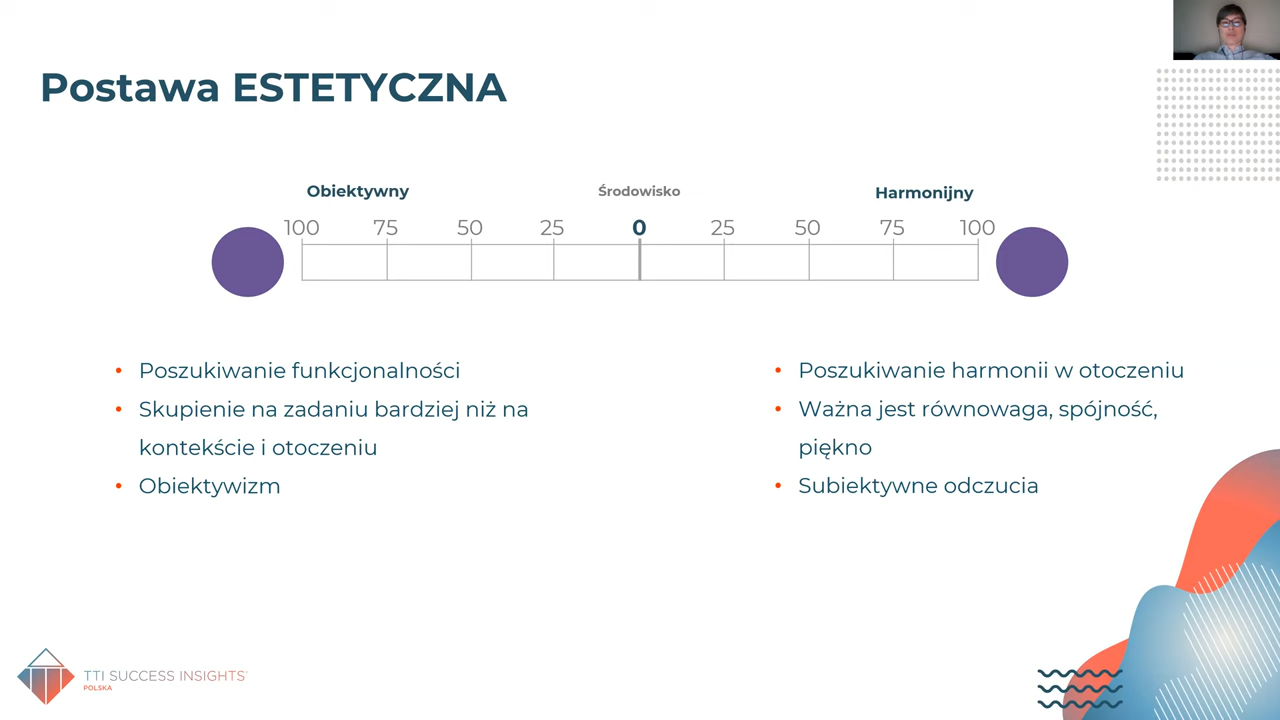 Postawa ESTETYCZNA
Obiektywny Środowisko Harmonijny
100 75 50 25 0 25 50 75 100
• Poszukiwanie funkcjonalności
• Skupienie na zadaniu bardziej niż na
kontekście i otoczeniu
• Obiektywizm
• Poszukiwanie harmonii w otoczeniu
• Ważna jest równowaga, spójność,
piękno
• Subiektywne odczucia
TTI SUCCESS INSIGHTS
POLSKA